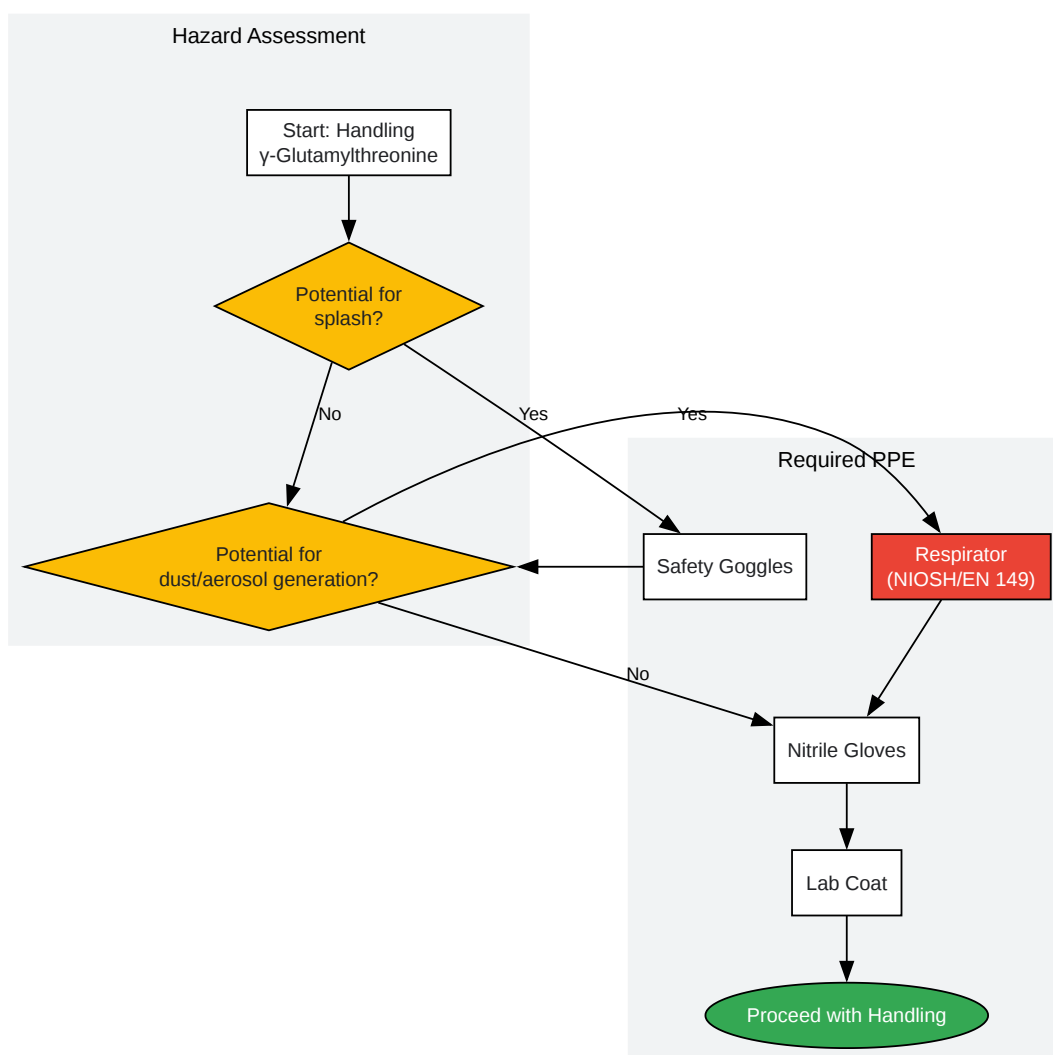 Hazard Assessment
Start: Handling
γ-Glutamylthreonine
Potential for
splash?
No
Yes
Yes
Required PPE
Potential for
dust/aerosol generation?
Safety Goggles
Respirator
(NIOSH/EN 149)
No
Nitrile Gloves
Lab Coat
Proceed with Handling